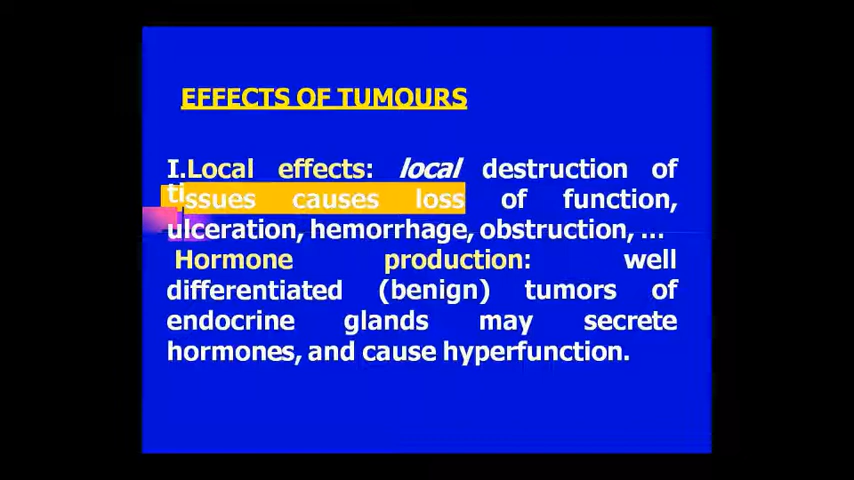 EFFECTS OF TUMOURS
I.Local effects: local destruction of
tissues causes loss of function,
ulceration, hemorrhage, obstruction, ...
Hormone production: well
differentiated (benign) tumors of
endocrine glands may secrete
hormones, and cause hyperfunction.